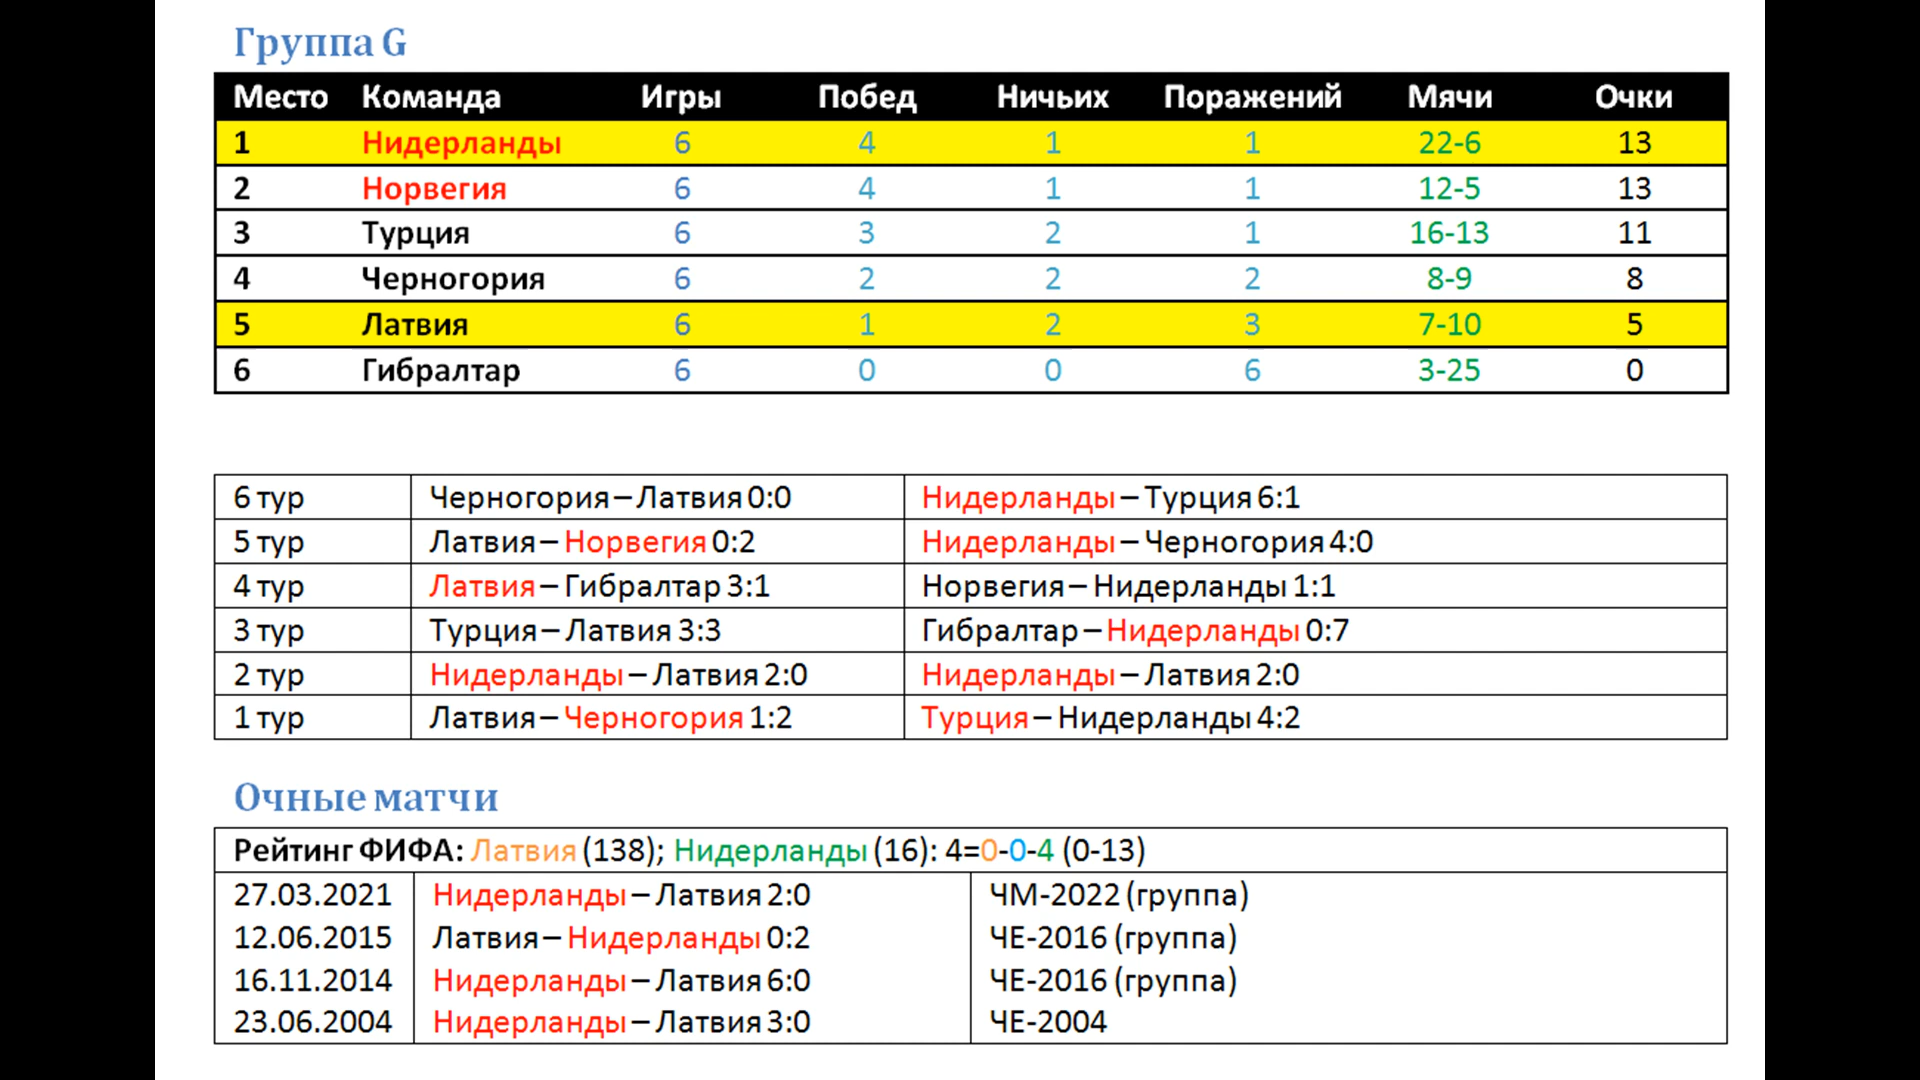 Группа G
Место Команда Игры Побед Ничьих Поражений Мячи Очки
1 Нидерланды 6 4 1 1 22-6 13
2 Норвегия 6 4 1 1 12-5 13
3 Турция 6 3 2 1 16-13 11
4 Черногория 6 2 2 2 8-9 8
5 Латвия 6 1 2 3 7-10 5
6 Гибралтар 6 0 0 6 3-25 0
6 тур Черногория – Латвия 0:0 Нидерланды – Турция 6:1
5 тур Латвия – Норвегия 0:2 Нидерланды – Черногория 4:0
4 тур Латвия – Гибралтар 3:1 Норвегия – Нидерланды 1:1
3 тур Турция – Латвия 3:3 Гибралтар – Нидерланды 0:7
2 тур Нидерланды – Латвия 2:0 Нидерланды – Латвия 2:0
1 тур Латвия – Черногория 1:2 Турция – Нидерланды 4:2
Очные матчи
Рейтинг ФИФА: Латвия (138); Нидерланды (16): 4=0-0-4 (0-13)
27.03.2021 Нидерланды – Латвия 2:0 ЧМ-2022 (группа)
12.06.2015 Латвия – Нидерланды 0:2 ЧЕ-2016 (группа)
16.11.2014 Нидерланды – Латвия 6:0 ЧЕ-2016 (группа)
23.06.2004 Нидерланды – Латвия 3:0 ЧЕ-2004